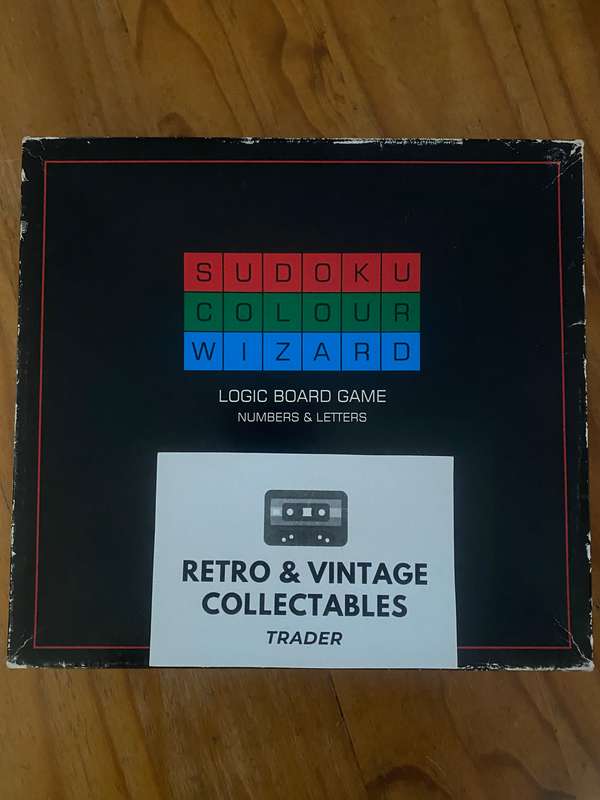 SUDOKU
COLOUR
WIZARD
LOGIC BOARD GAME
NUMBERS & LETTERS
RETRO & VINTAGE
COLLECTABLES
TRADER